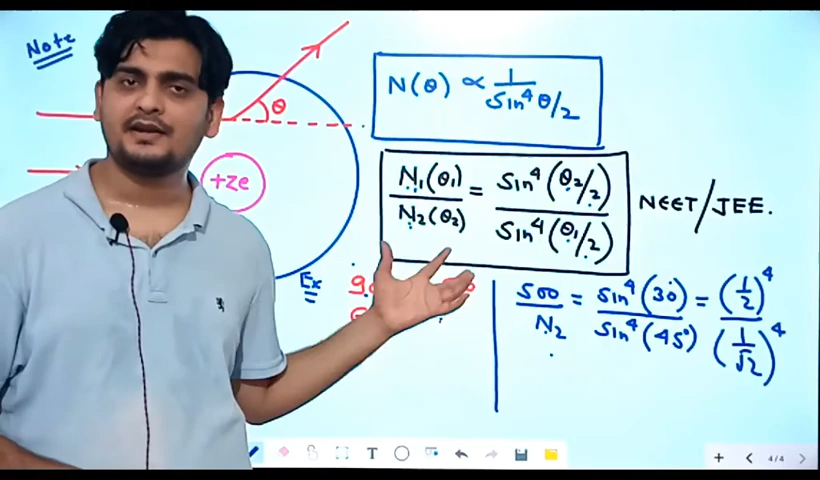 Note
N(θ) ∝ 1/Sin⁴ θ/2
θ
+ze
N₁(θ₁)/N₂(θ₂) = Sin⁴(θ₂/2)/Sin⁴(θ₁/2)
NEET/JEE.
Ex
500/N₂ = sin⁴(30°)/sin⁴(45°) = (1/2)⁴/(1/√2)⁴
T
4/4